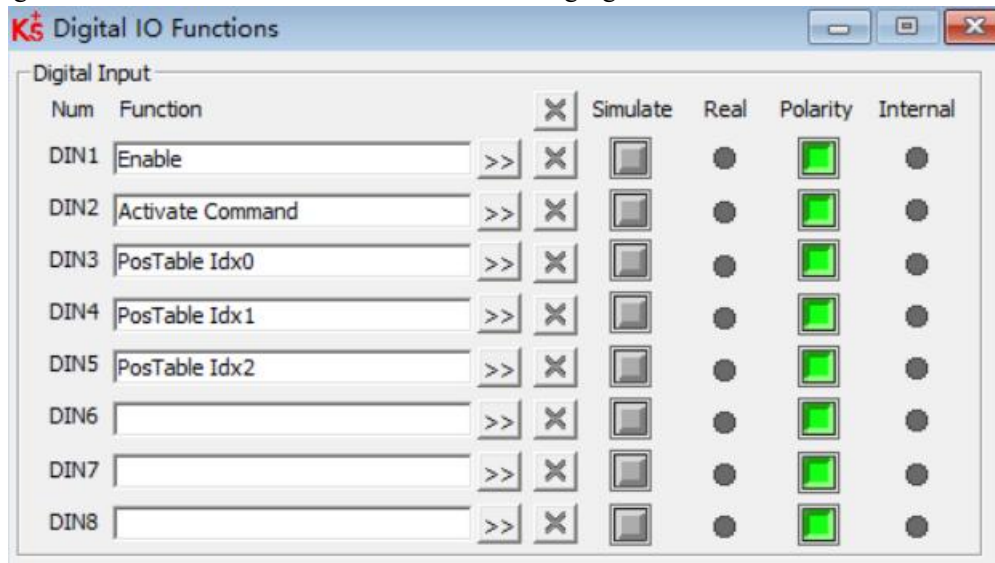 K+S Digital IO Functions
Digital Input
Num Function X Simulate Real Polarity Internal
DIN1 Enable >> X
DIN2 Activate Command >> X
DIN3 PosTable Idx0 >> X
DIN4 PosTable Idx1 >> X
DIN5 PosTable Idx2 >> X
DIN6 >> X
DIN7 >> X
DIN8 >> X